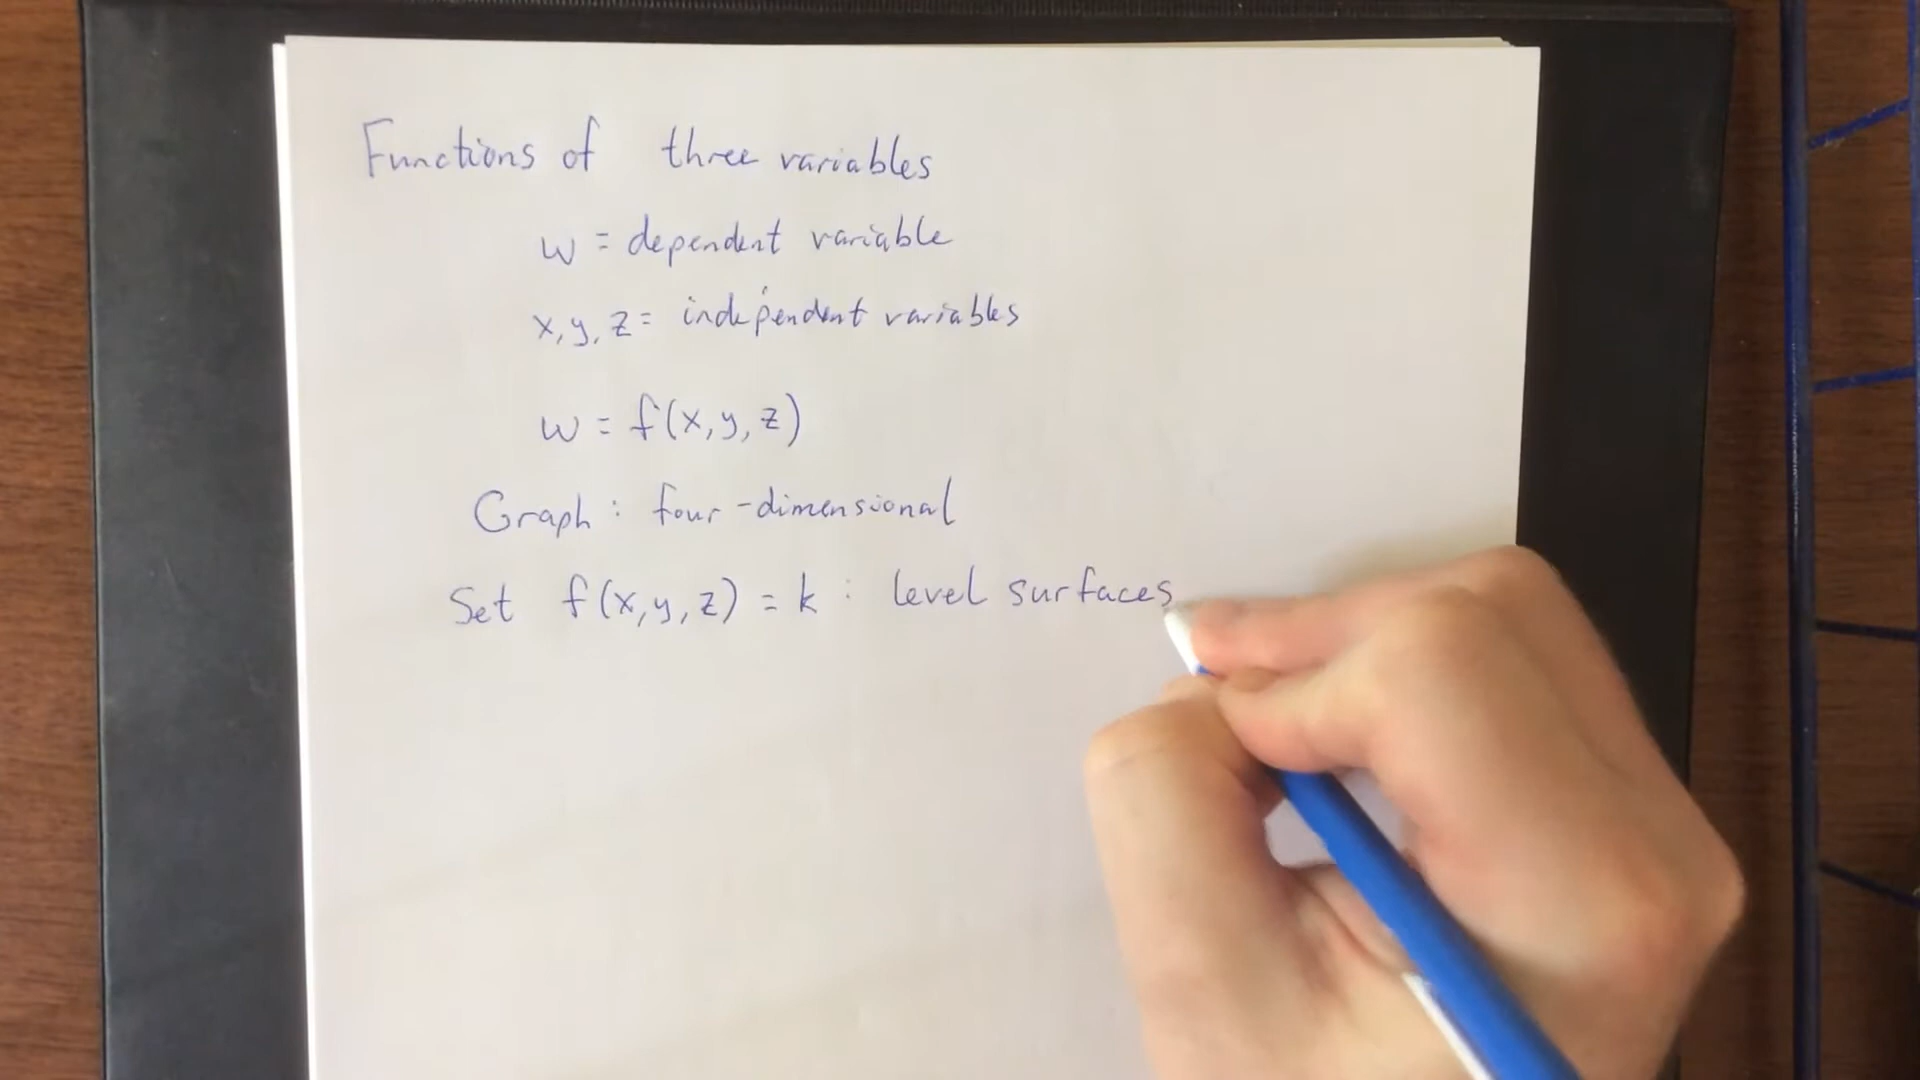 Functions of three variables
w = dependent variable
x, y, z = independent variables
w = f(x, y, z)
Graph : four-dimensional
Set f(x, y, z) = k : level surfaces